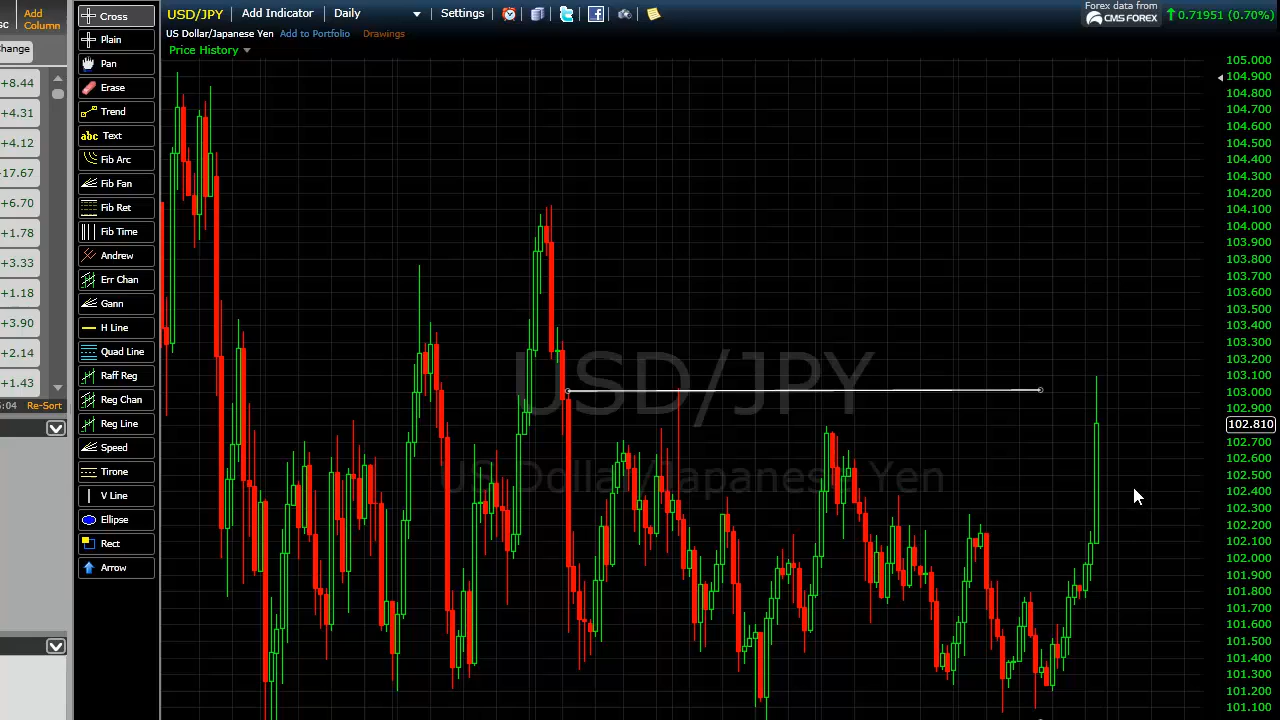 sc
Add
Column
Change
+8.44
+4.31
+4.12
-17.67
+6.70
+1.78
+3.33
+1.18
+3.90
+2.14
+1.43
5:04 Re-Sort
Cross
Plain
Pan
Erase
Trend
abc Text
Fib Arc
Fib Fan
Fib Ret
Fib Time
Andrew
Err Chan
Gann
H Line
Quad Line
Raff Reg
Reg Chan
Reg Line
Speed
Tirone
V Line
Ellipse
Rect
Arrow
USD/JPY Add Indicator Daily Settings
US Dollar/Japanese Yen Add to Portfolio Drawings
Price History
Forex data from
CMS FOREX
0.71951 (0.70%)
USD/JPY
US Dollar/Japanese Yen
105.000
104.900
104.800
104.700
104.600
104.500
104.400
104.300
104.200
104.100
104.000
103.900
103.800
103.700
103.600
103.500
103.400
103.300
103.200
103.100
103.000
102.900
102.810
102.700
102.600
102.500
102.400
102.300
102.200
102.100
102.000
101.900
101.800
101.700
101.600
101.500
101.400
101.300
101.200
101.100